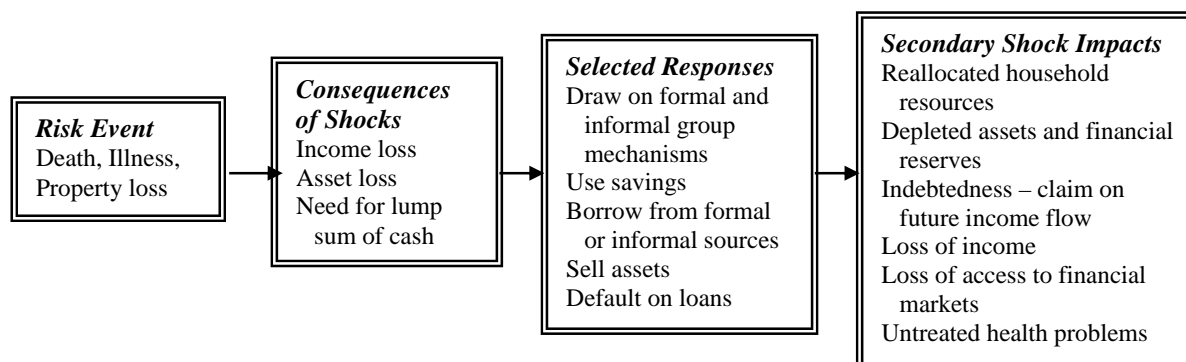 Risk Event
Death, Illness,
Property loss
Consequences
of Shocks
Income loss
Asset loss
Need for lump
sum of cash
Selected Responses
Draw on formal and
informal group
mechanisms
Use savings
Borrow from formal
or informal sources
Sell assets
Default on loans
Secondary Shock Impacts
Reallocated household
resources
Depleted assets and financial
reserves
Indebtedness – claim on
future income flow
Loss of income
Loss of access to financial
markets
Untreated health problems